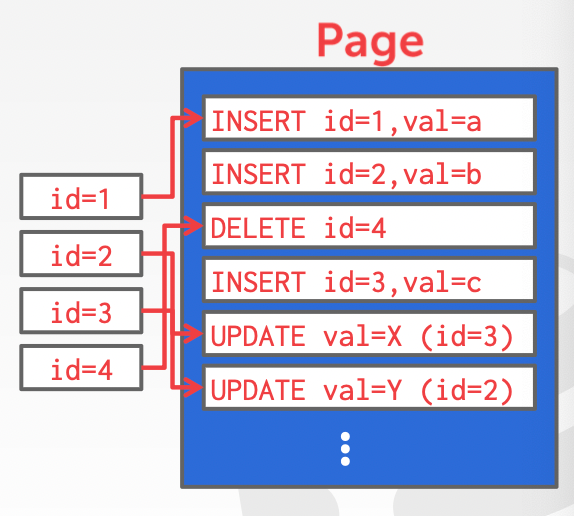 Page
INSERT id=1,val=a
INSERT id=2,val=b
DELETE id=4
INSERT id=3,val=c
UPDATE val=X (id=3)
UPDATE val=Y (id=2)
id=1
id=2
id=3
id=4